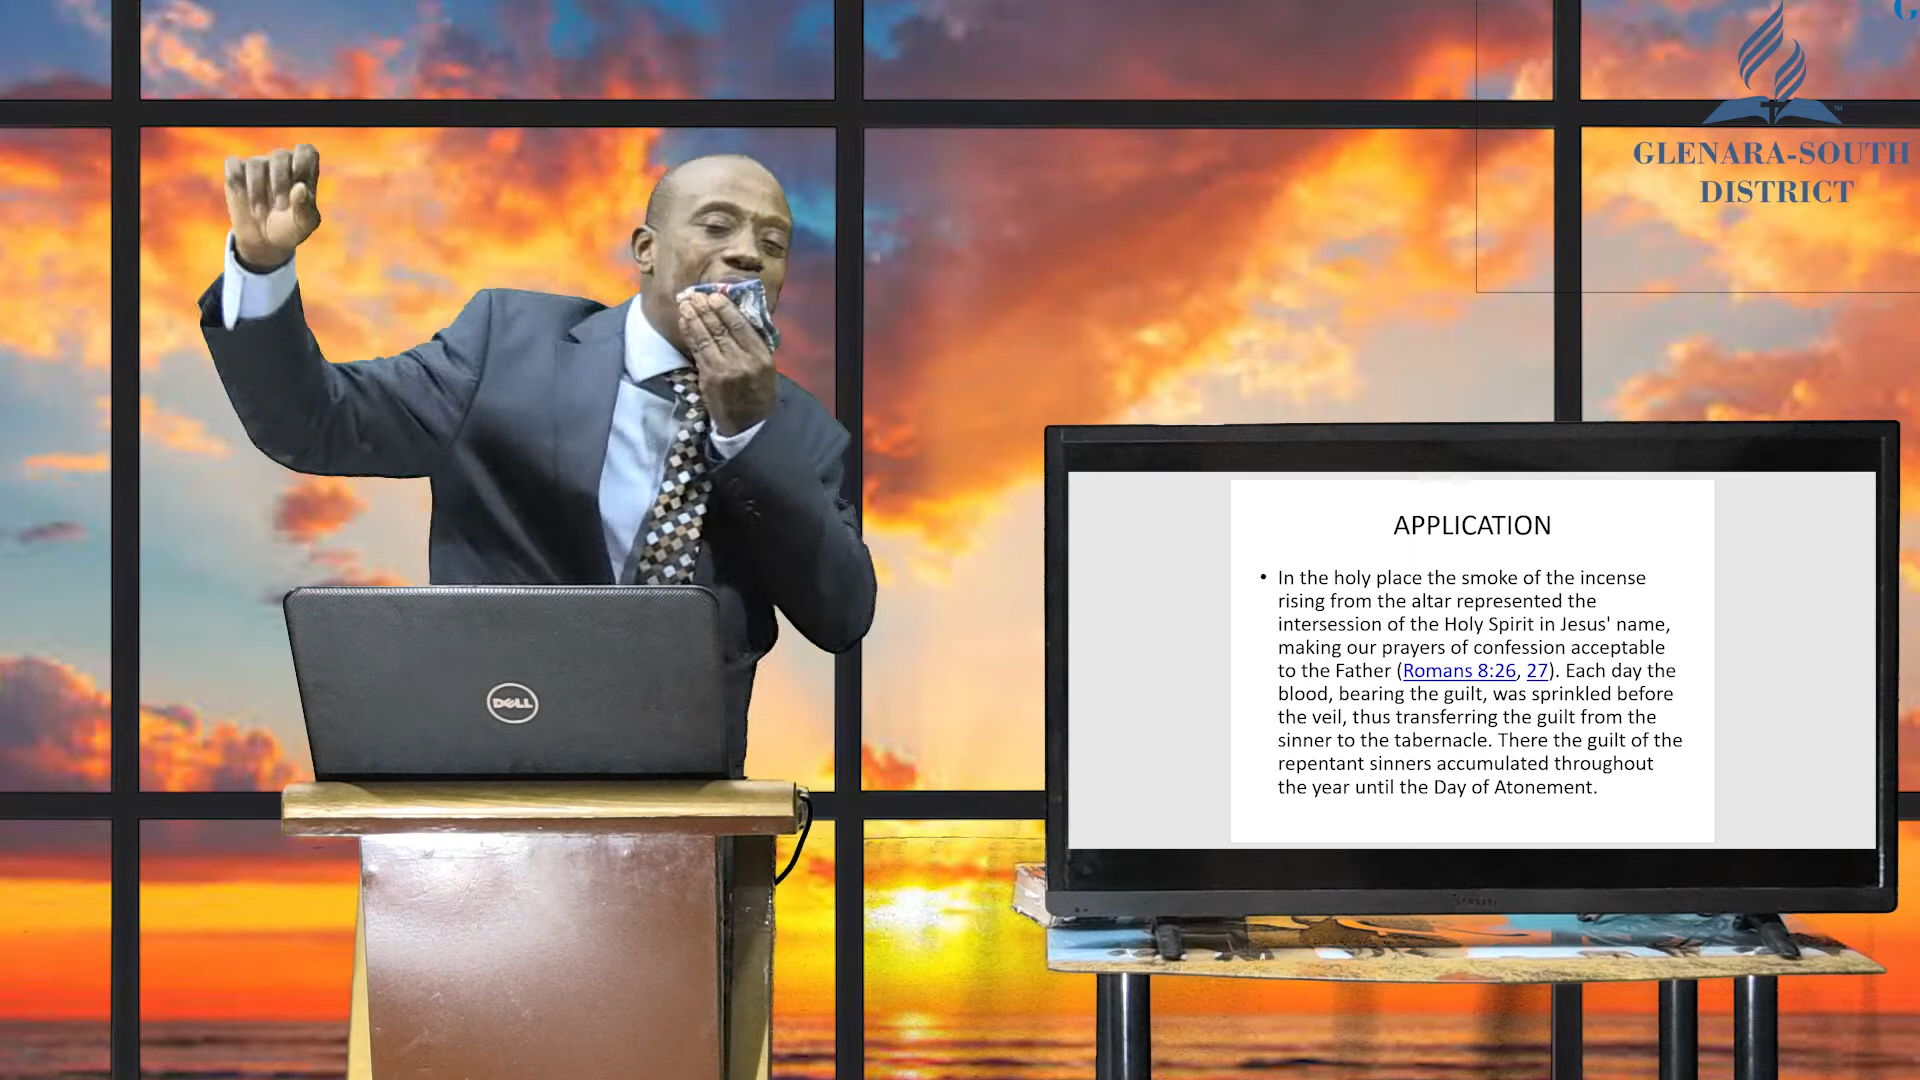 G
GLENARA-SOUTH
DISTRICT
TM
APPLICATION
• In the holy place the smoke of the incense
rising from the altar represented the
intersession of the Holy Spirit in Jesus' name,
making our prayers of confession acceptable
to the Father (Romans 8:26, 27). Each day the
blood, bearing the guilt, was sprinkled before
the veil, thus transferring the guilt from the
sinner to the tabernacle. There the guilt of the
repentant sinners accumulated throughout
the year until the Day of Atonement.
DELL
SAMSUNG